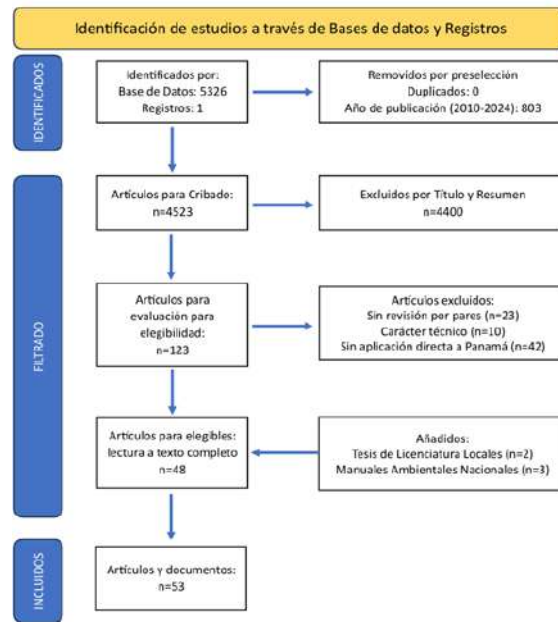 Identificación de estudios a través de Bases de datos y Registros
IDENTIFICADOS
Identificados por:
Base de Datos: 5326
Registros: 1
Removidos por preselección
Duplicados: 0
Año de publicación (2010-2024): 803
FILTRADO
Artículos para Cribado:
n=4523
Excluidos por Título y Resumen
n=4400
Artículos para
evaluación para
elegibilidad:
n=123
Artículos excluidos:
Sin revisión por pares (n=23)
Carácter técnico (n=10)
Sin aplicación directa a Panamá (n=42)
Artículos para elegibles:
lectura a texto completo
n=48
Añadidos:
Tesis de Licenciatura Locales (n=2)
Manuales Ambientales Nacionales (n=3)
INCLUIDOS
Artículos y documentos:
n=53